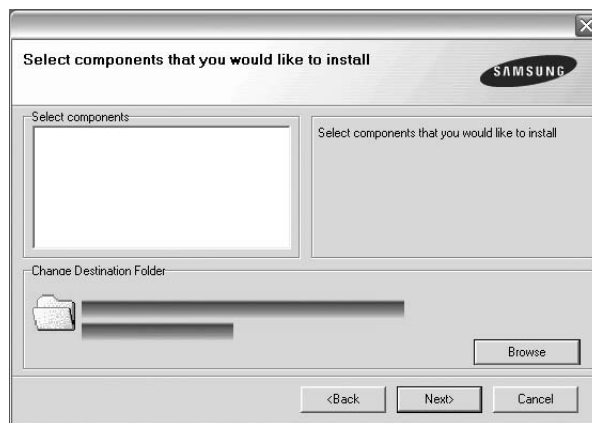 Select components that you would like to install
SAMSUNG
Select components
Select components that you would like to install
Change Destination Folder
Browse
<Back
Next>
Cancel